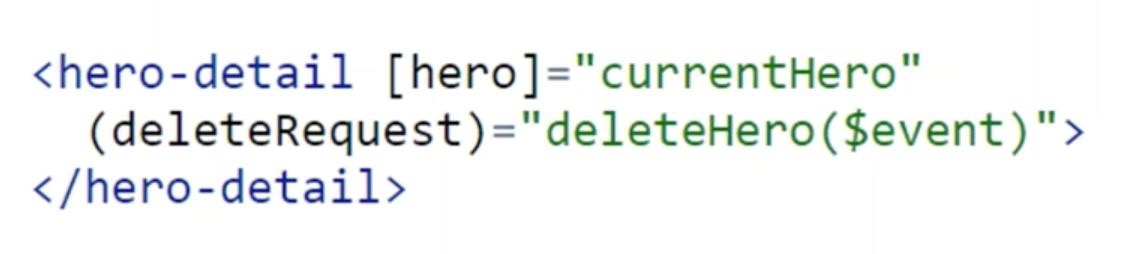 <hero-detail [hero]="currentHero"
(deleteRequest)="deleteHero($event)">
</hero-detail>